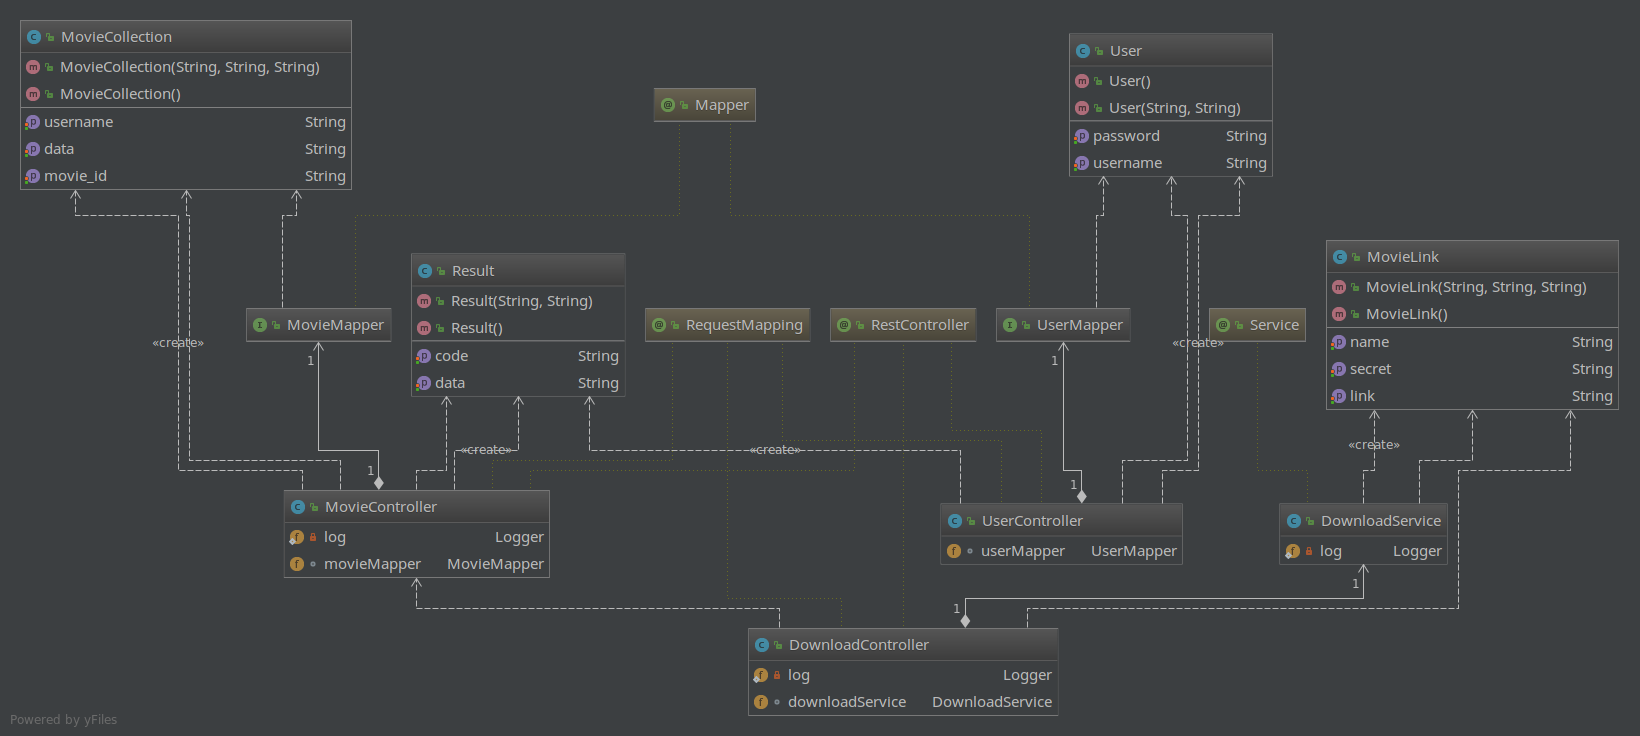 MovieCollection
MovieCollection(String, String, String)
MovieCollection()
username String
data String
movie_id String
User
User()
User(String, String)
password String
username String
Mapper
Result
Result(String, String)
Result()
code String
data String
MovieLink
MovieLink(String, String, String)
MovieLink()
name String
secret String
link String
MovieMapper
RequestMapping
RestController
UserMapper
Service
«create»
«create»
1
1
«create»
«create»
«create»
1
1
MovieController
log Logger
movieMapper MovieMapper
UserController
userMapper UserMapper
DownloadService
log Logger
1
1
DownloadController
log Logger
downloadService DownloadService
Powered by yFiles